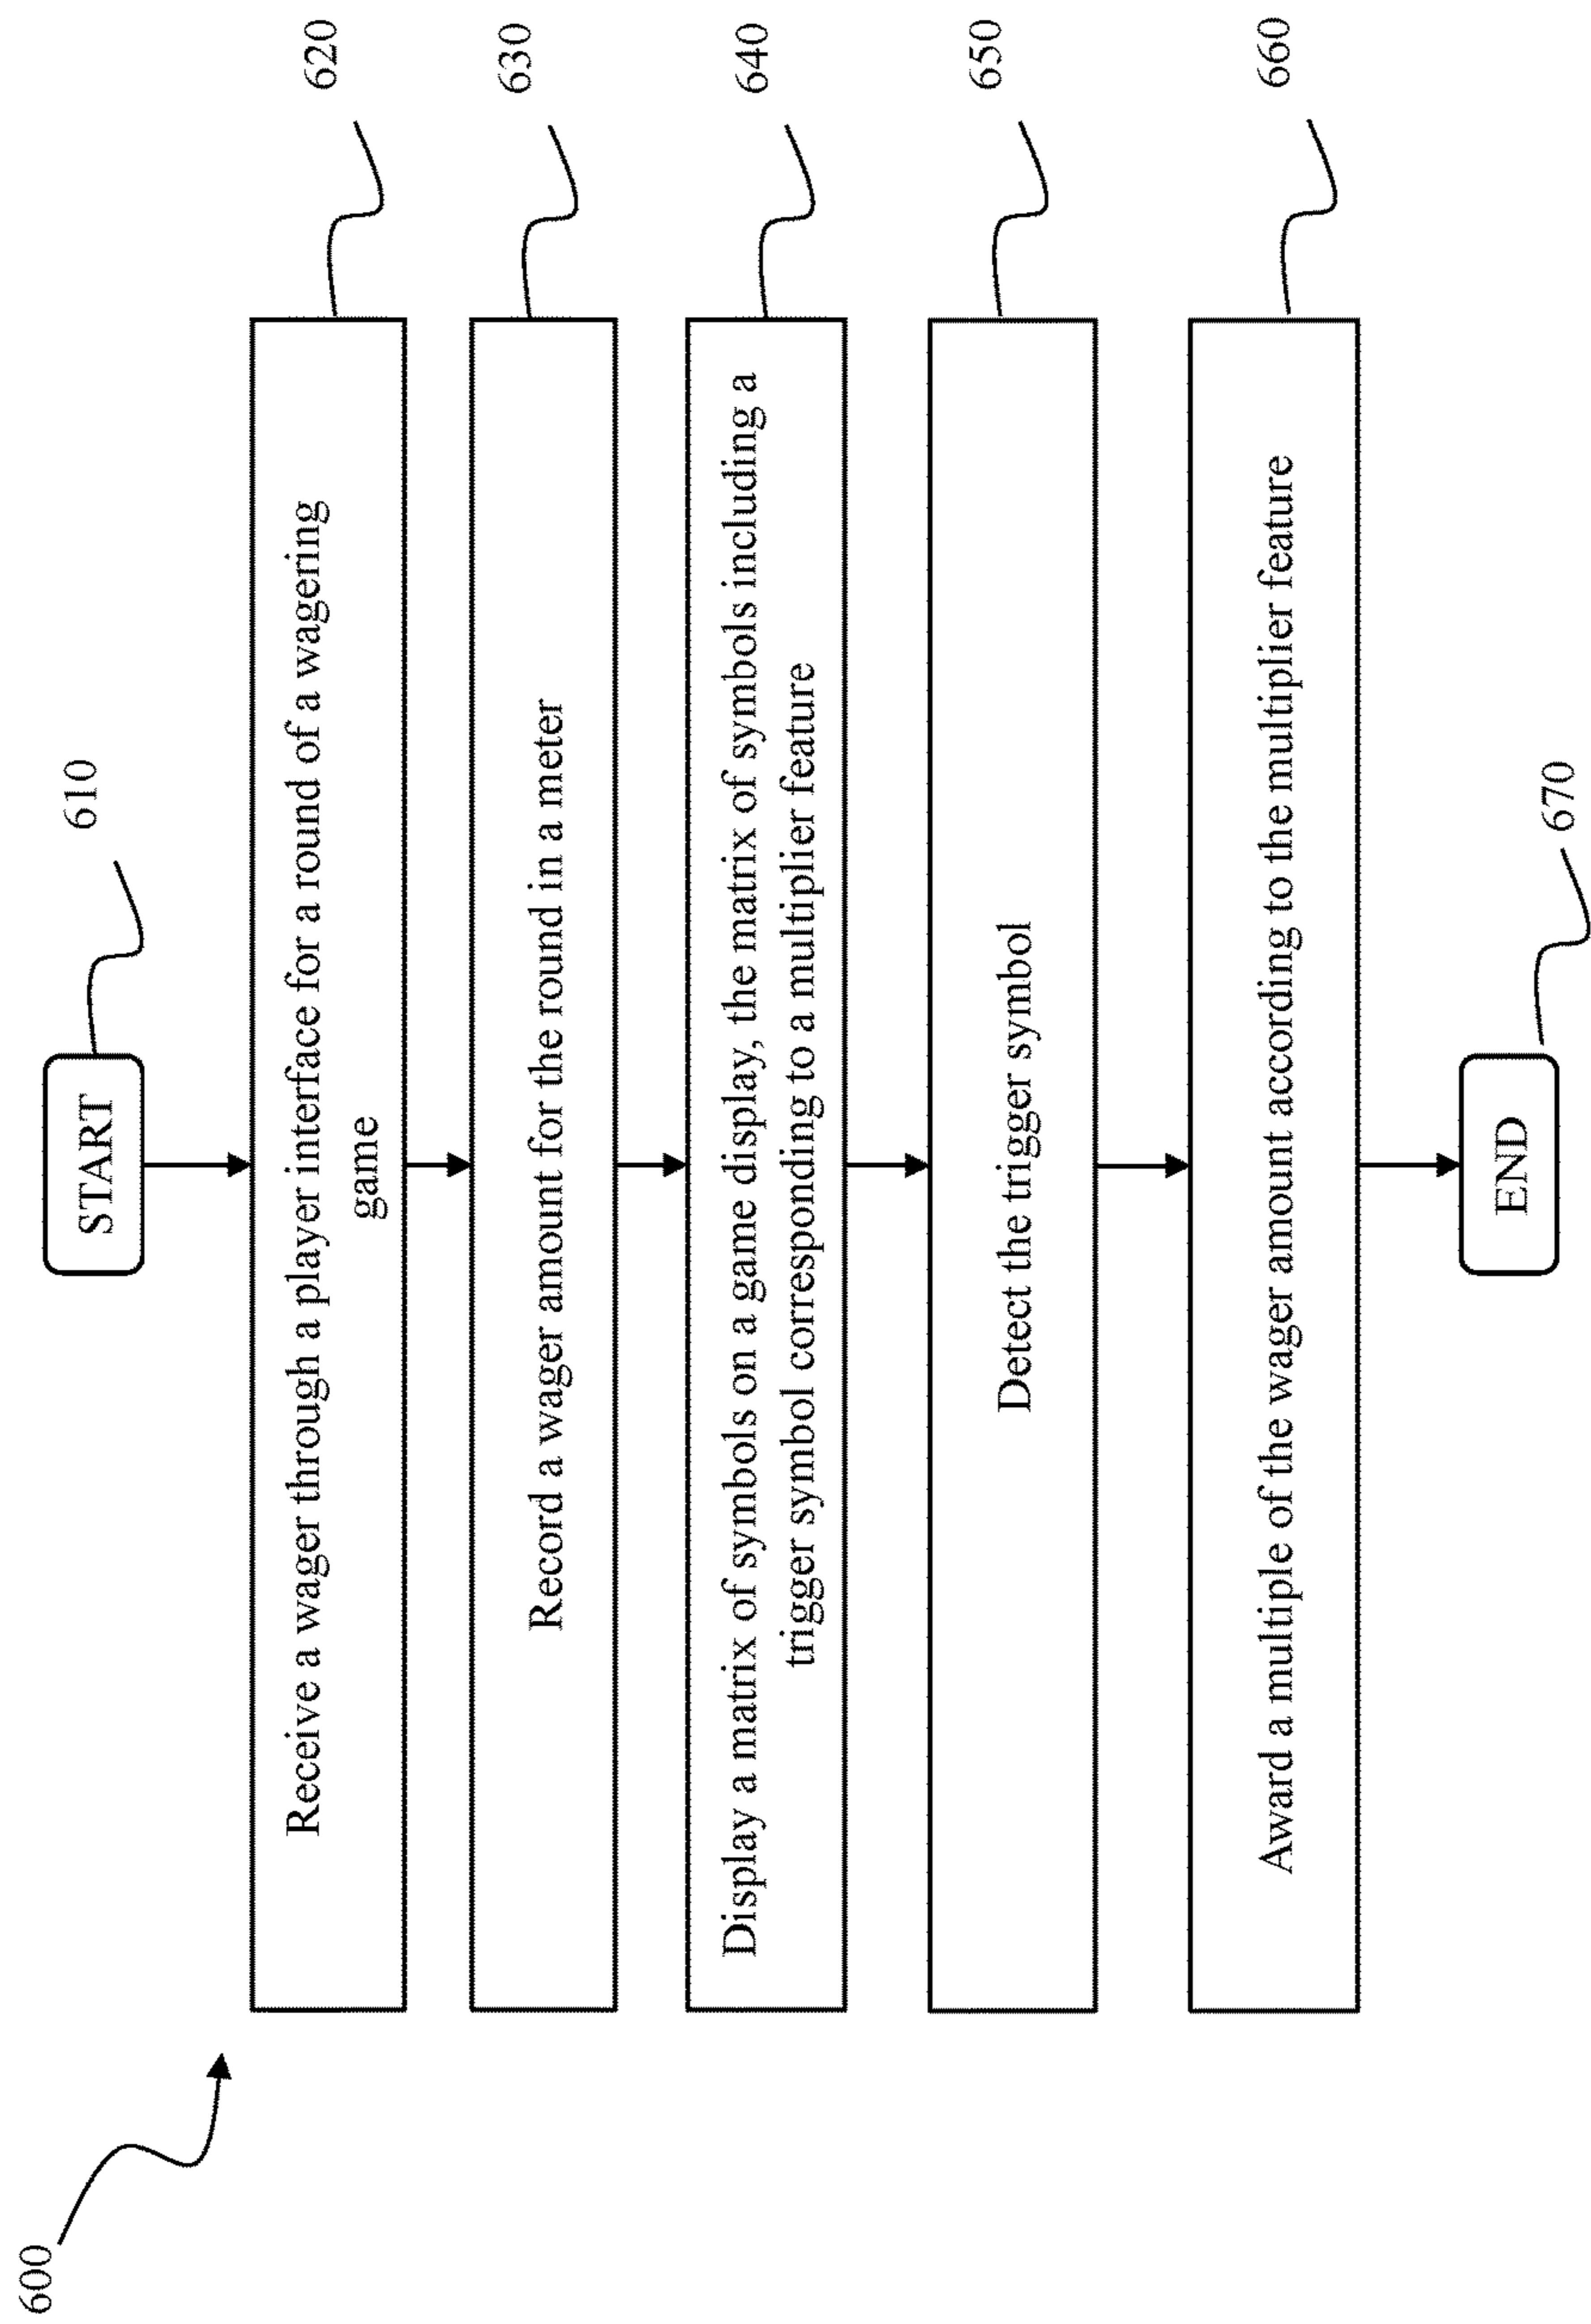 600
START
610
Receive a wager through a player interface for a round of a wagering
game
620
Record a wager amount for the round in a meter
630
Display a matrix of symbols on a game display, the matrix of symbols including a
trigger symbol corresponding to a multiplier feature
640
Detect the trigger symbol
650
Award a multiple of the wager amount according to the multiplier feature
660
END
670